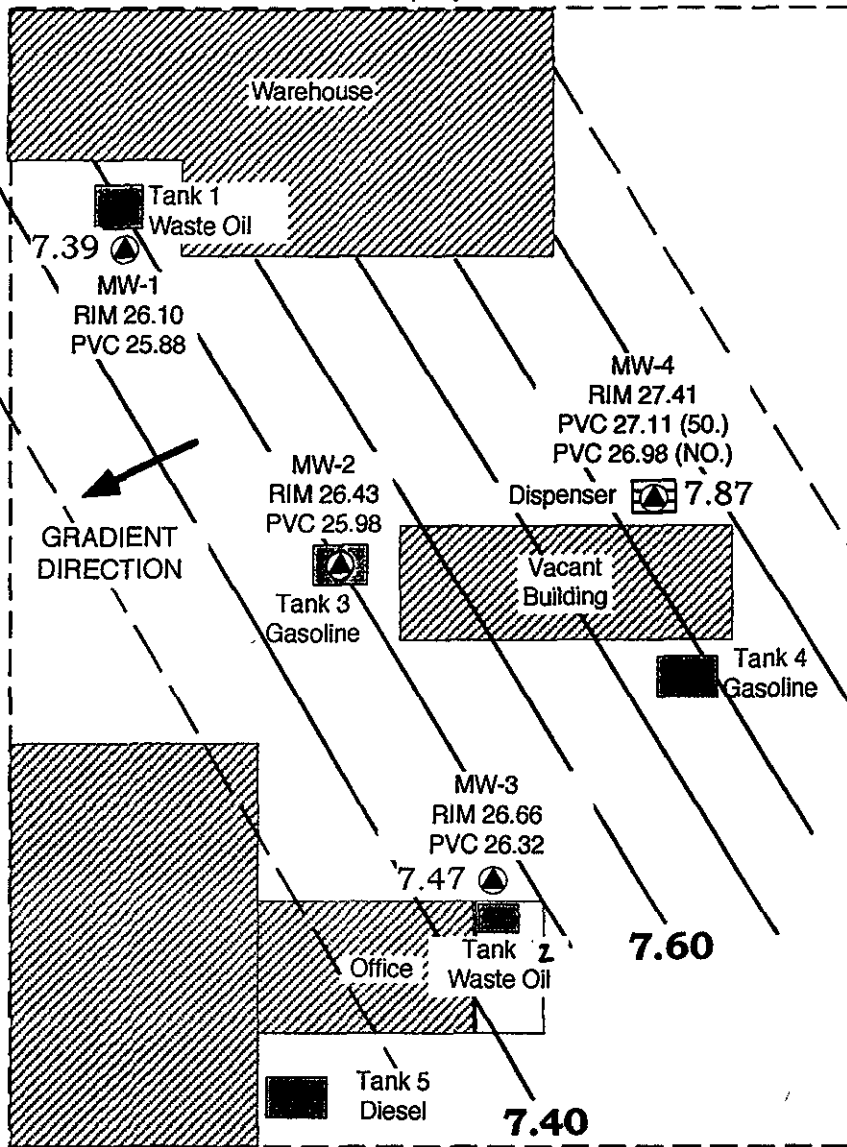 Warehouse
Tank 1
Waste Oil
7.39
MW-1
RIM 26.10
PVC 25.88
MW-4
RIM 27.41
PVC 27.11 (50.)
PVC 26.98 (NO.)
Dispenser
7.87
MW-2
RIM 26.43
PVC 25.98
GRADIENT
DIRECTION
Tank 3
Gasoline
Vacant
Building
Tank 4
Gasoline
MW-3
RIM 26.66
PVC 26.32
7.47
Tank 2
Waste Oil
Office
7.60
Tank 5
Diesel
7.40